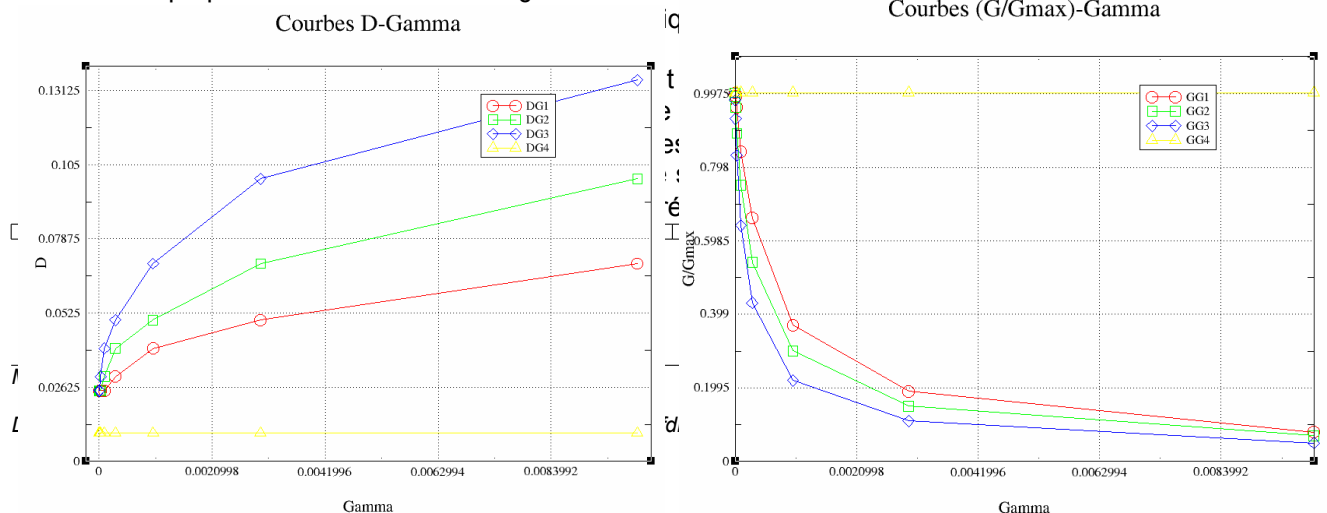 Courbes D-Gamma
0.13125
0.105
0.07875
0.0525
0.02625
0
D
DG1
DG2
DG3
DG4
0
0.0020998
0.0041996
0.0062994
0.0083992
Gamma
Courbes (G/Gmax)-Gamma
0.9975
0.798
0.5985
0.399
0.1995
0
G/Gmax
GG1
GG2
GG3
GG4
0
0.0020998
0.0041996
0.0062994
0.0083992
Gamma